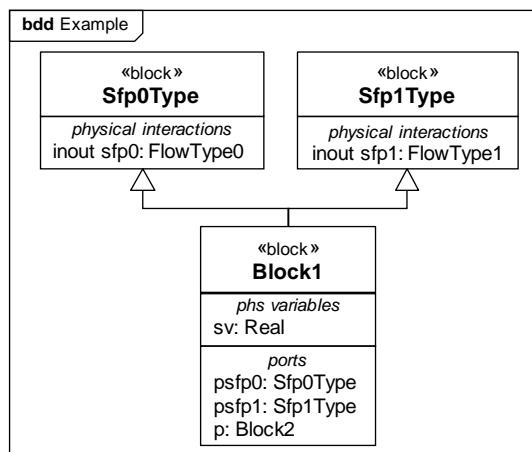 bdd Example
«block»
Sfp0Type
physical interactions
inout sfp0: FlowType0
«block»
Sfp1Type
physical interactions
inout sfp1: FlowType1
«block»
Block1
phs variables
sv: Real
ports
psfp0: Sfp0Type
psfp1: Sfp1Type
p: Block2